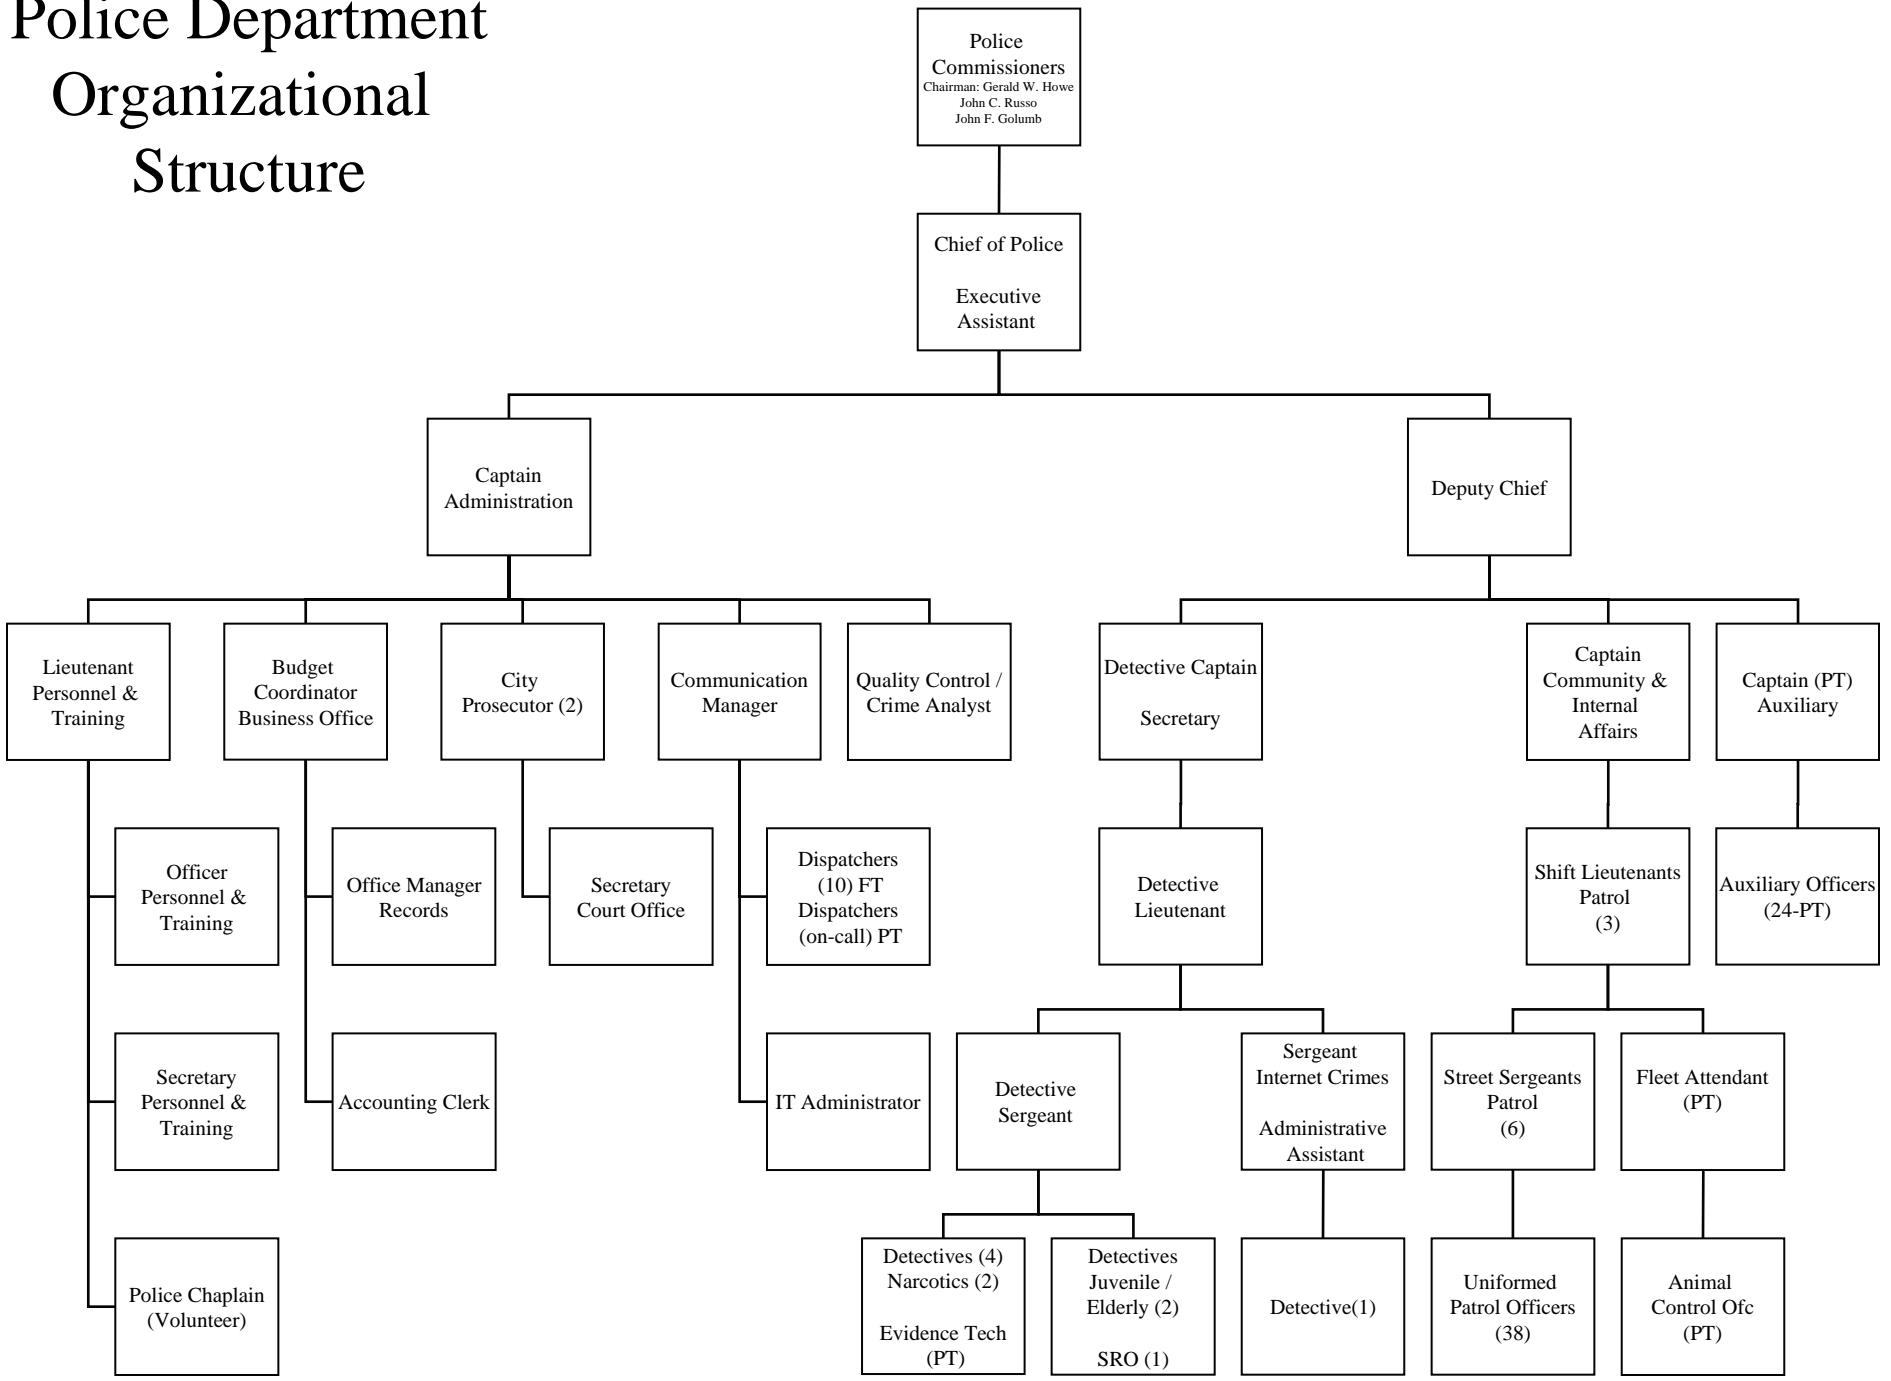 Police Department
Organizational
Structure
Police
Commissioners
Chairman: Gerald W. Howe
John C. Russo
John F. Golumb
Chief of Police
Executive
Assistant
Captain
Administration
Deputy Chief
Lieutenant
Personnel &
Training
Budget
Coordinator
Business Office
City
Prosecutor (2)
Communication
Manager
Quality Control /
Crime Analyst
Detective Captain
Secretary
Captain
Community &
Internal
Affairs
Captain (PT)
Auxiliary
Officer
Personnel &
Training
Office Manager
Records
Secretary
Court Office
Dispatchers
(10) FT
Dispatchers
(on-call) PT
Detective
Lieutenant
Shift Lieutenants
Patrol
(3)
Auxiliary Officers
(24-PT)
Secretary
Personnel &
Training
Accounting Clerk
IT Administrator
Detective
Sergeant
Sergeant
Internet Crimes
Administrative
Assistant
Street Sergeants
Patrol
(6)
Fleet Attendant
(PT)
Police Chaplain
(Volunteer)
Detectives (4)
Narcotics (2)
Evidence Tech
(PT)
Detectives
Juvenile /
Elderly (2)
SRO (1)
Detective(1)
Uniformed
Patrol Officers
(38)
Animal
Control Ofc
(PT)